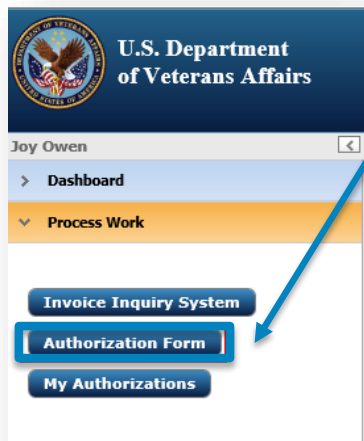 U.S. Department
of Veterans Affairs
Joy Owen
Dashboard
Process Work
Invoice Inquiry System
Authorization Form
My Authorizations